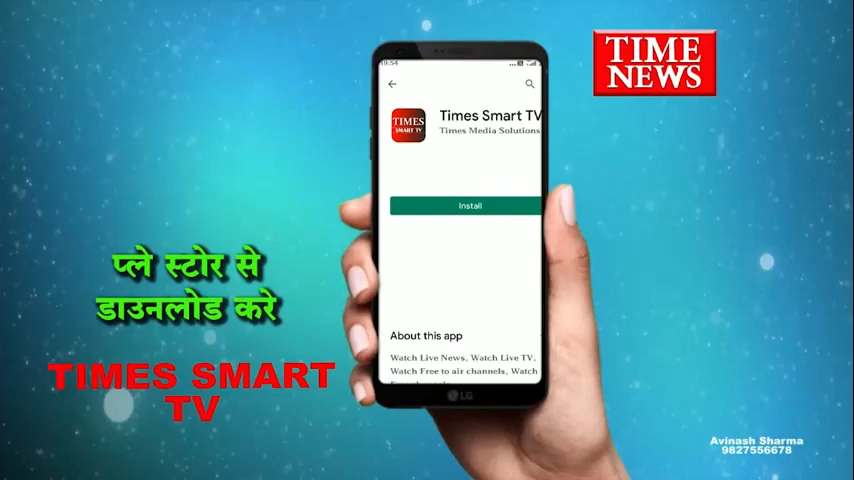 TIME
NEWS
19:54
Times Smart TV
TIMES
SMART TV
Times Media Solutions
Install
प्ले स्टोर से
डाउनलोड करे
TIMES SMART
TV
About this app
Watch Live News, Watch Live TV,
Watch Free to air channels, Watch
LG
Avinash Sharma
9827556678